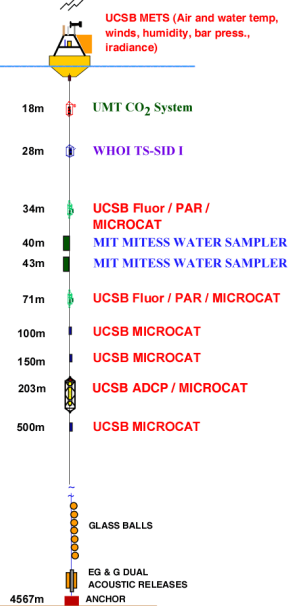 UCSB METS (Air and water temp,
winds, humidity, bar press.,
iradiance)
18m UMT CO2 System
28m WHOI TS-SID I
34m UCSB Fluor / PAR /
MICROCAT
40m MIT MITESS WATER SAMPLER
43m MIT MITESS WATER SAMPLER
71m UCSB Fluor / PAR / MICROCAT
100m UCSB MICROCAT
150m UCSB MICROCAT
203m UCSB ADCP / MICROCAT
500m UCSB MICROCAT
GLASS BALLS
EG & G DUAL
ACOUSTIC RELEASES
4567m ANCHOR